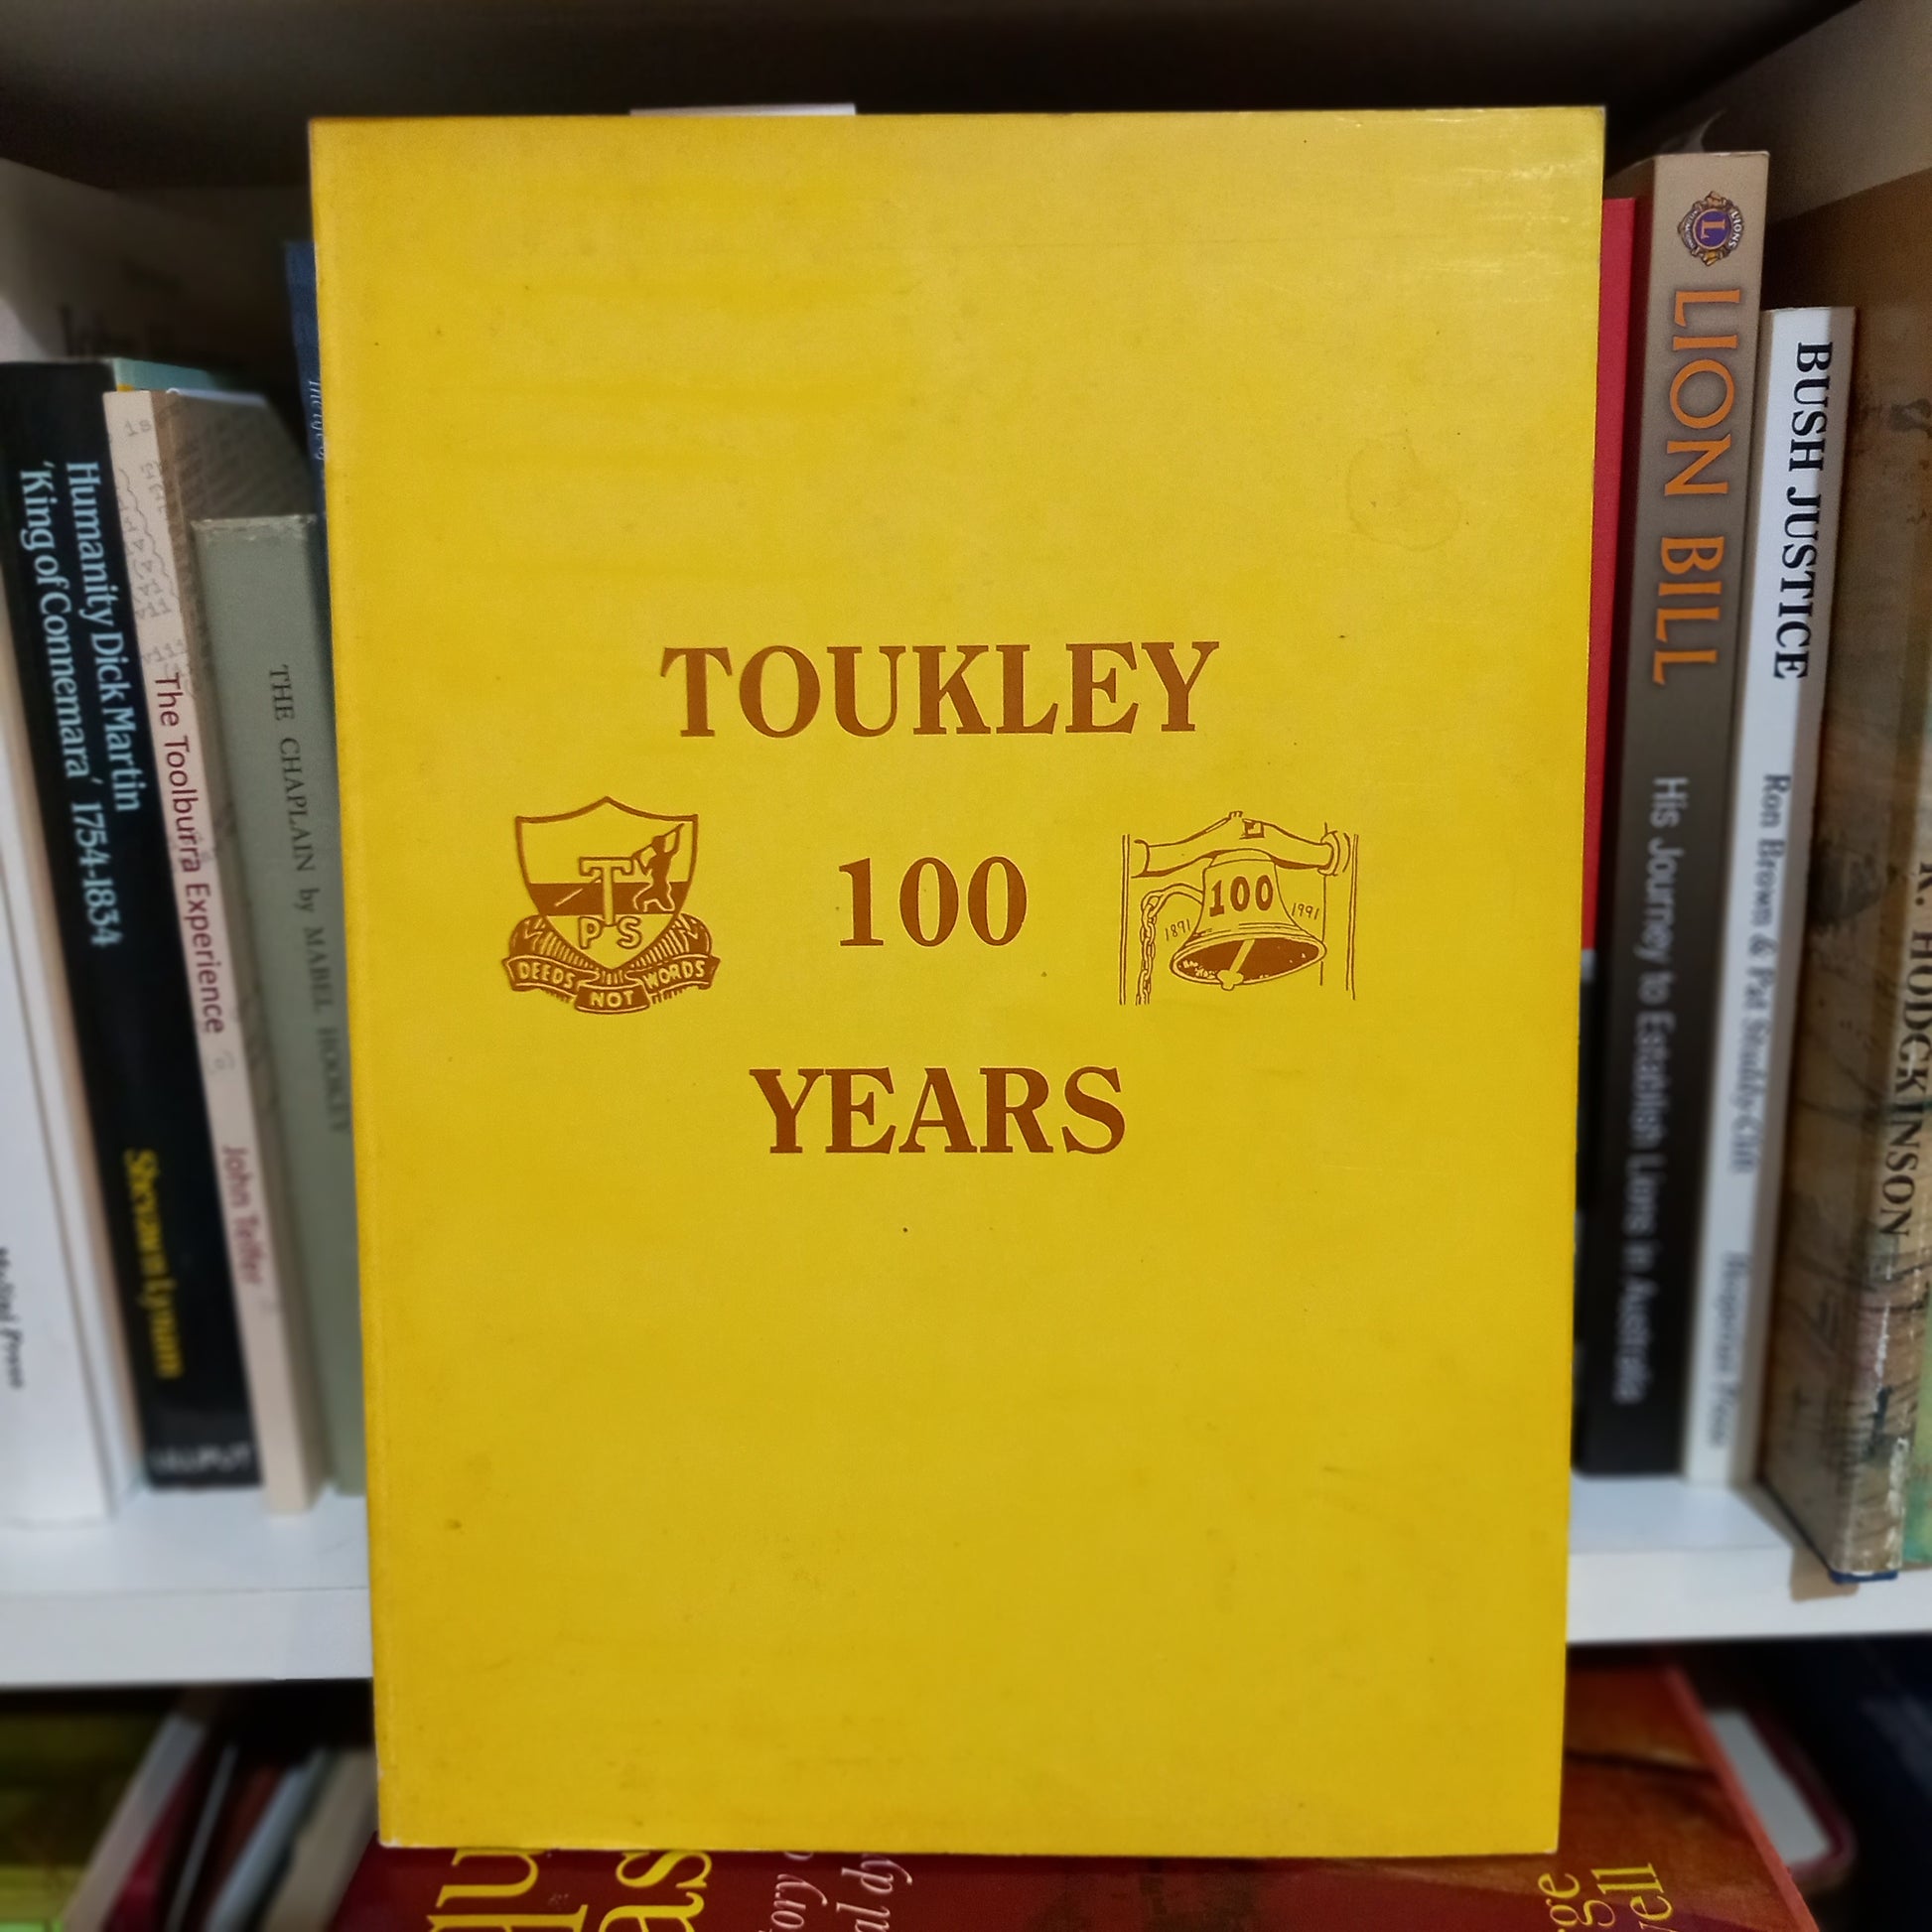 TOUKLEY
100
YEARS
T
PS
DEEDS NOT WORDS
100
1891 1991
Humanity Dick Martin
'King of Connemara' 1754-1834
The Toolburra Experience
John Telfer
THE CHAPLAIN by MABEL HOOKEY
LIONS
L
LION BILL
His Journey to Establish Lions in Australia
BUSH JUSTICE
Ron Brown & Pat Studdy-Clift
HODGKINSON